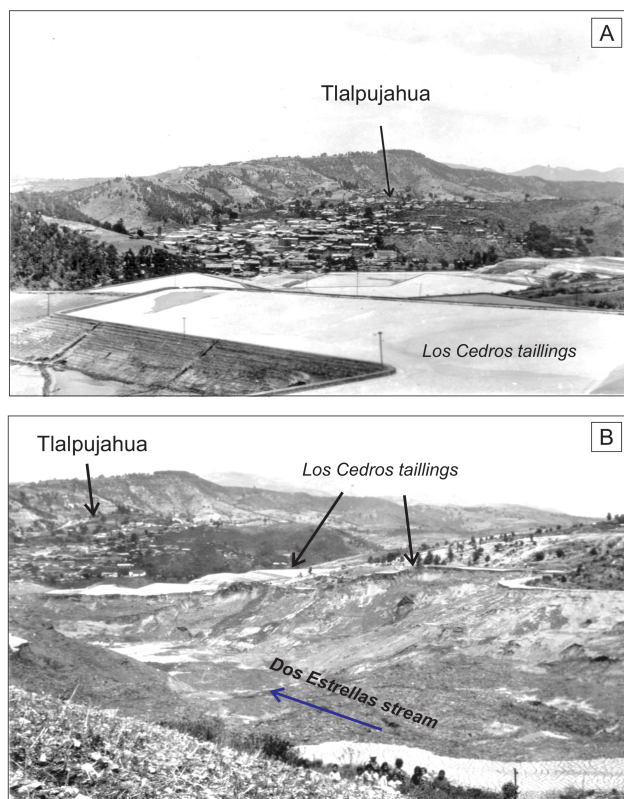 A
Tlalpujahua
Los Cedros taillings
B
Tlalpujahua
Los Cedros taillings
Dos Estrellas stream